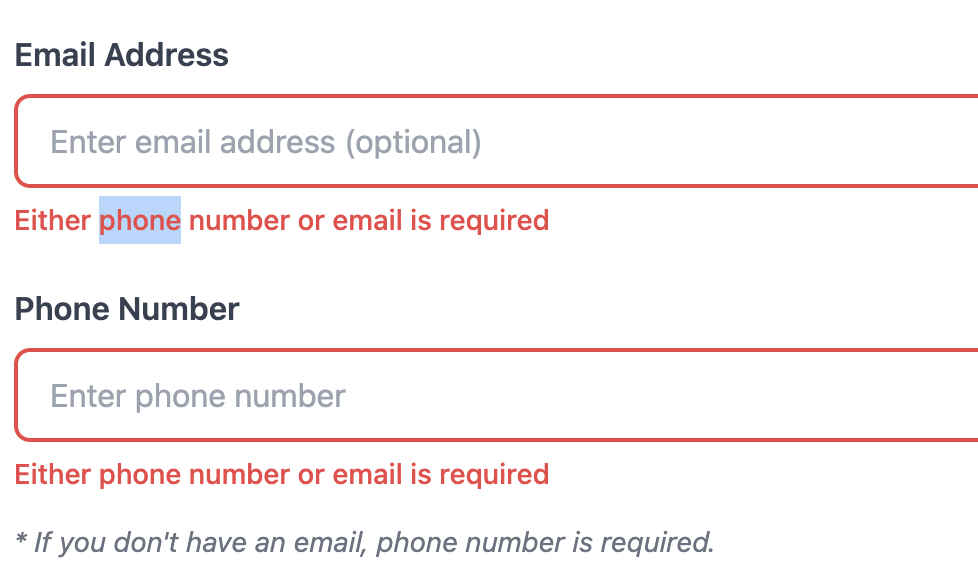 Email Address
Enter email address (optional)
Either phone number or email is required
Phone Number
Enter phone number
Either phone number or email is required
* If you don't have an email, phone number is required.